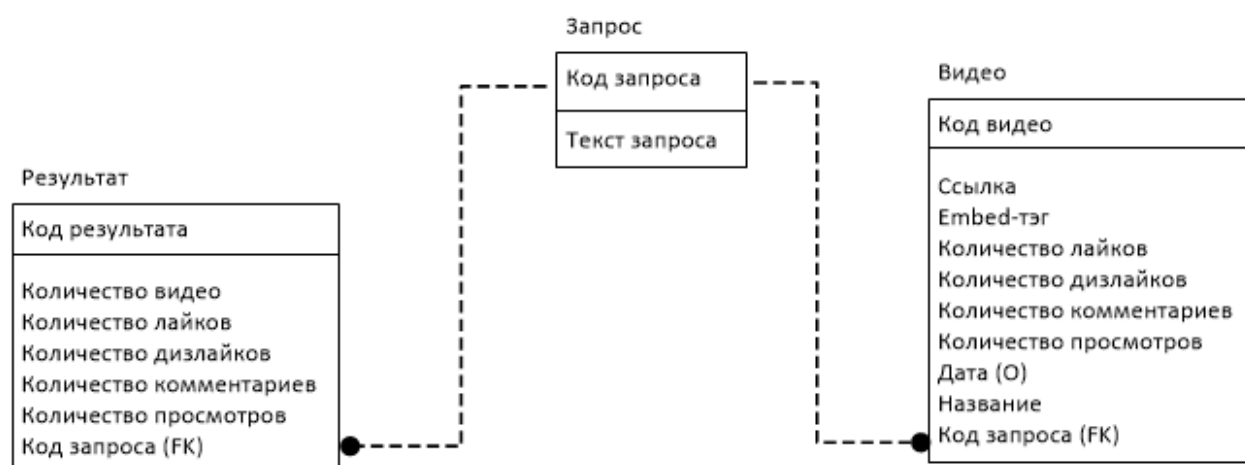 Запрос
Код запроса
Текст запроса
Результат
Код результата
Количество видео
Количество лайков
Количество дизлайков
Количество комментариев
Количество просмотров
Код запроса (FK)
Видео
Код видео
Ссылка
Embed-тэг
Количество лайков
Количество дизлайков
Количество комментариев
Количество просмотров
Дата (О)
Название
Код запроса (FK)